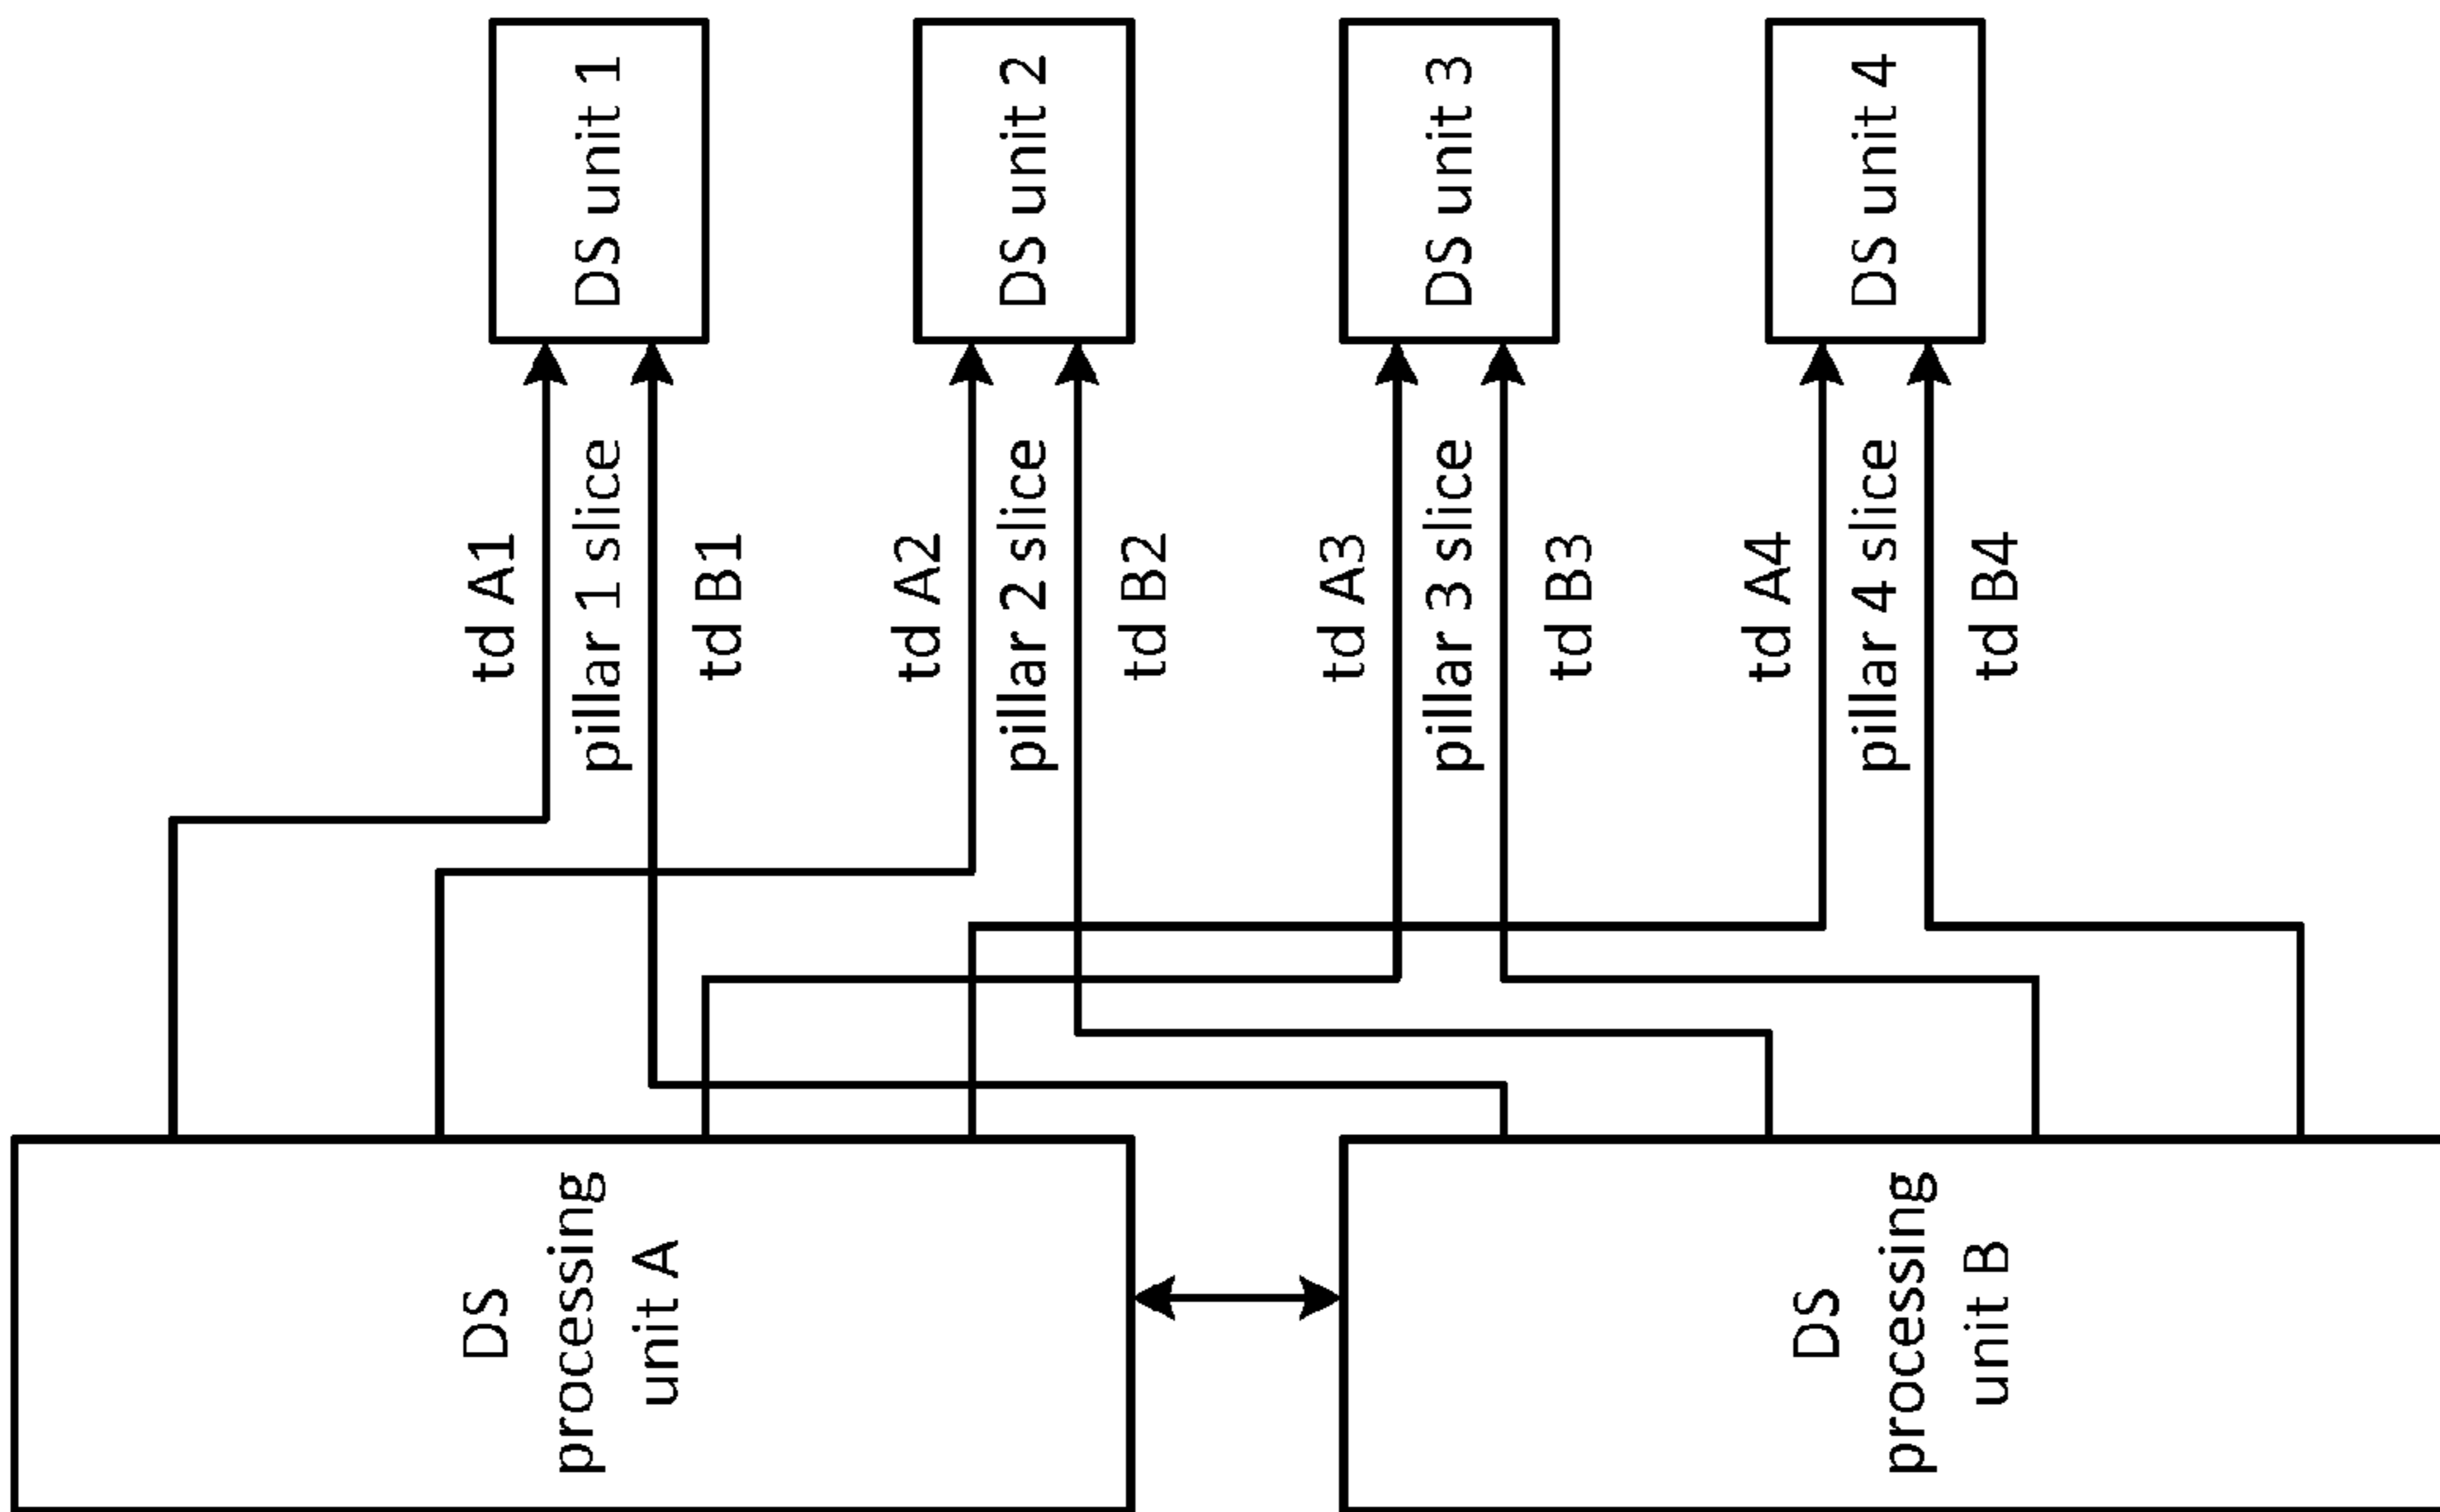 DS
processing
unit A
DS
processing
unit B
td A1
pillar 1 slice
td B1
td A2
pillar 2 slice
td B2
td A3
pillar 3 slice
td B3
td A4
pillar 4 slice
td B4
DS unit 1
DS unit 2
DS unit 3
DS unit 4